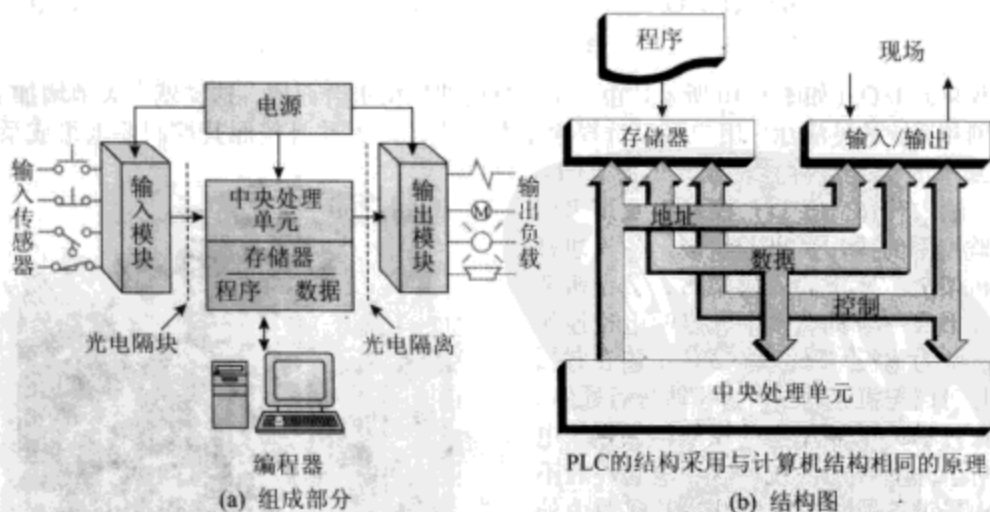 电源
输入传感器
输入模块
中央处理
单元
存储器
程序 数据
输出模块
M
输出负载
光电隔块
光电隔离
编程器
(a) 组成部分
程序
现场
存储器
输入/输出
地址
数据
控制
中央处理单元
PLC的结构采用与计算机结构相同的原理
(b) 结构图